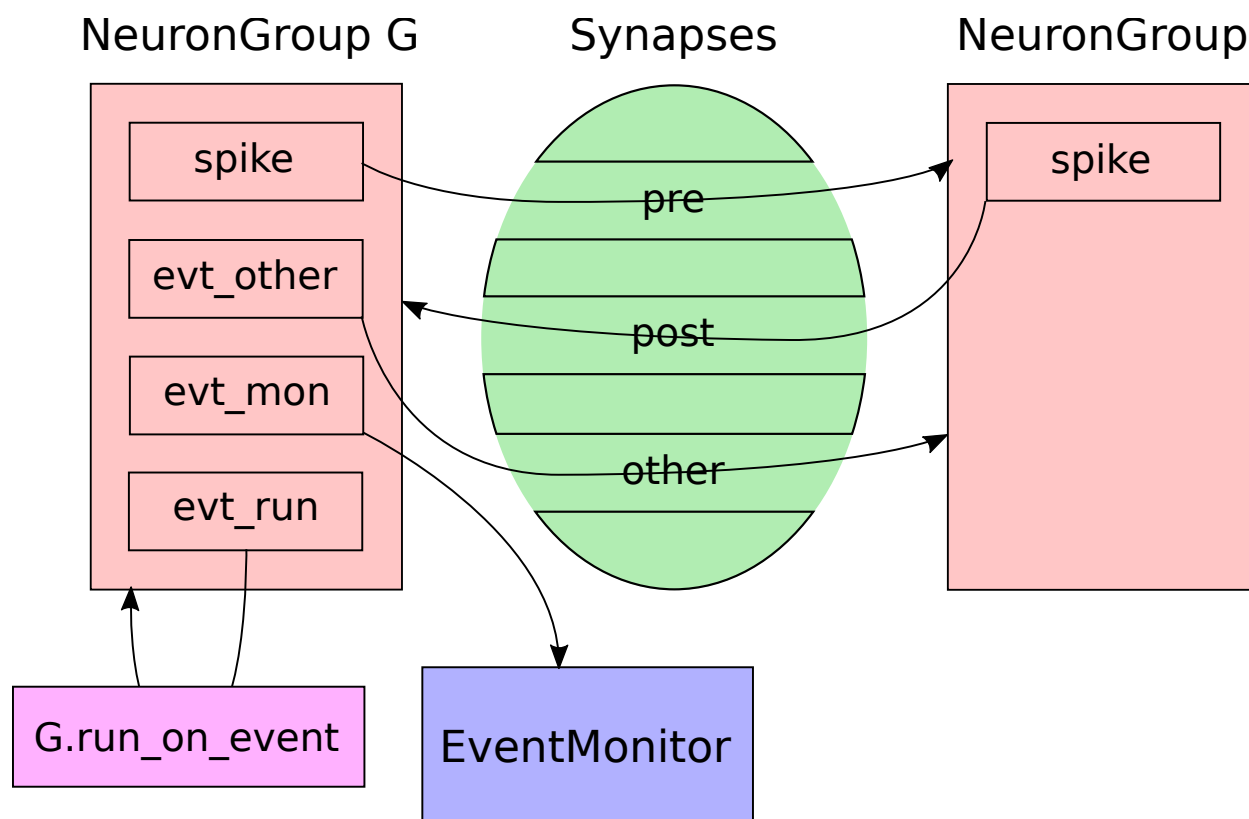 NeuronGroup G
Synapses
NeuronGroup
spike
spike
pre
evt_other
post
evt_mon
other
evt_run
G.run_on_event
EventMonitor